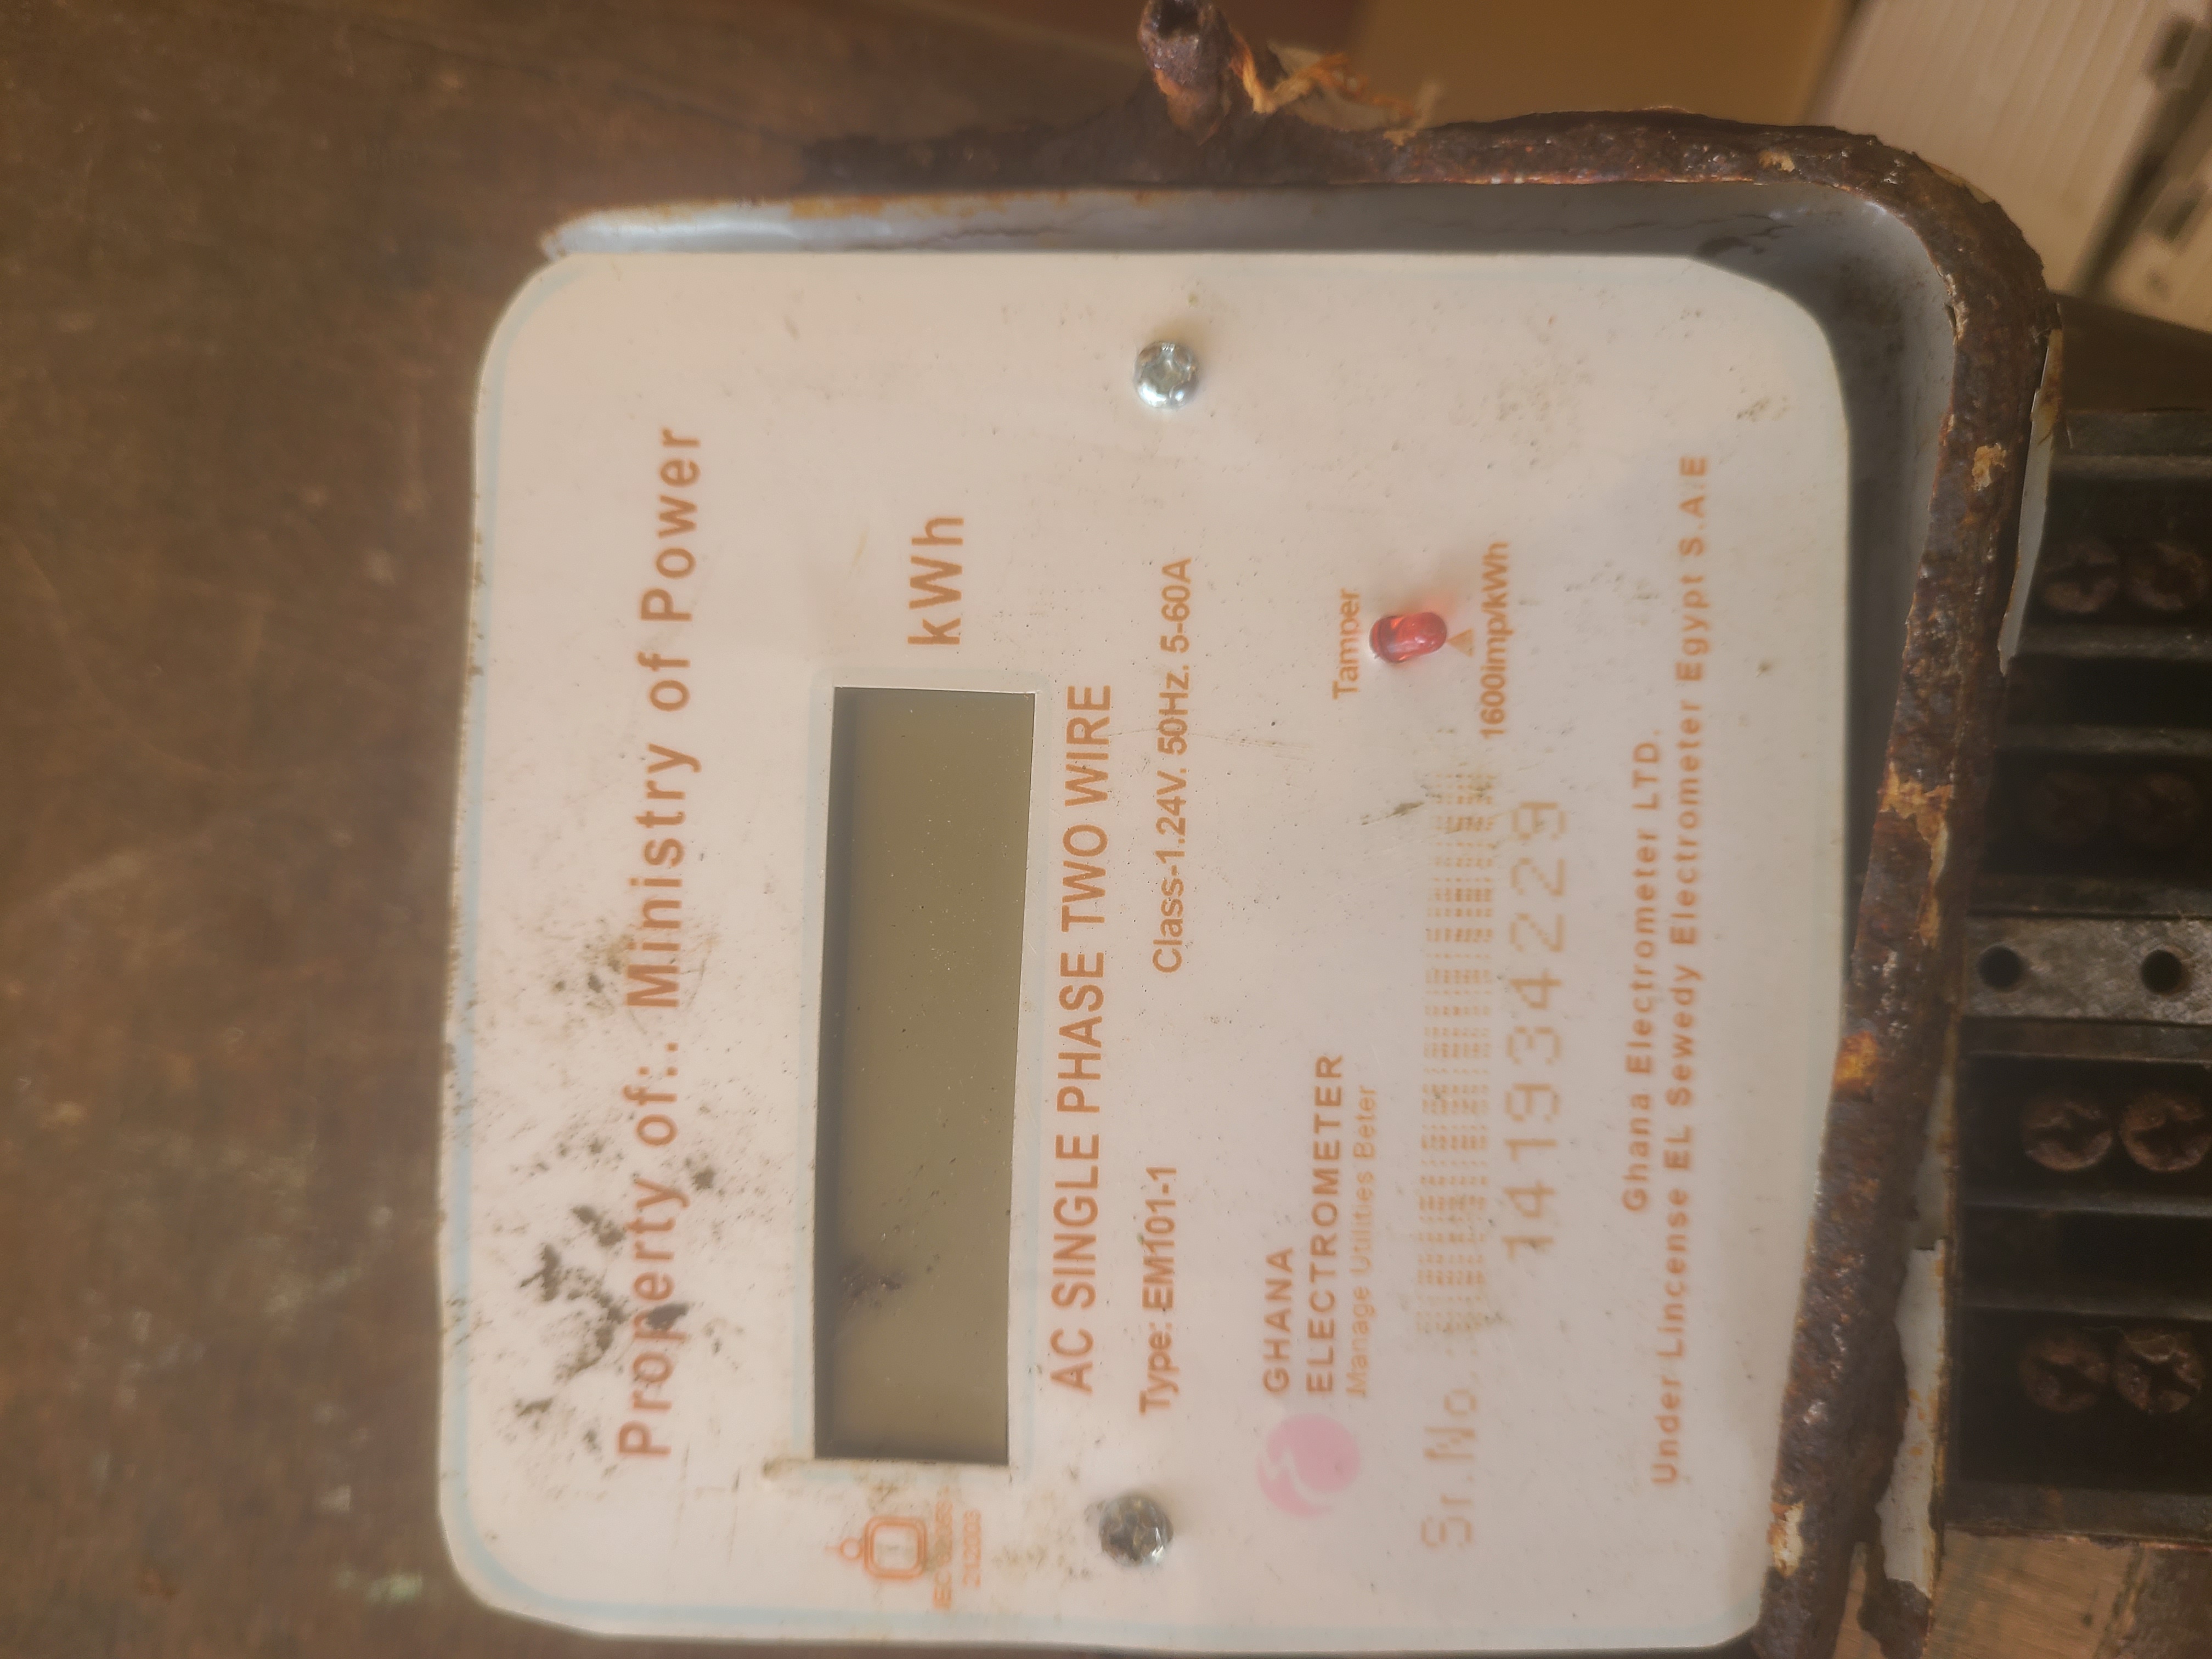 Property of:. Ministry of Power
kWh
AC SINGLE PHASE TWO WIRE
Type: EM101-1
Class-1.24V. 50Hz. 5-60A
GHANA
ELECTROMETER
Manage Utilities Beter
Tamper
Sr.No
1600imp/kWh
141934229
Ghana Electrometer LTD.
Under Lincense EL Sewedy Electrometer Egypt S.A.E